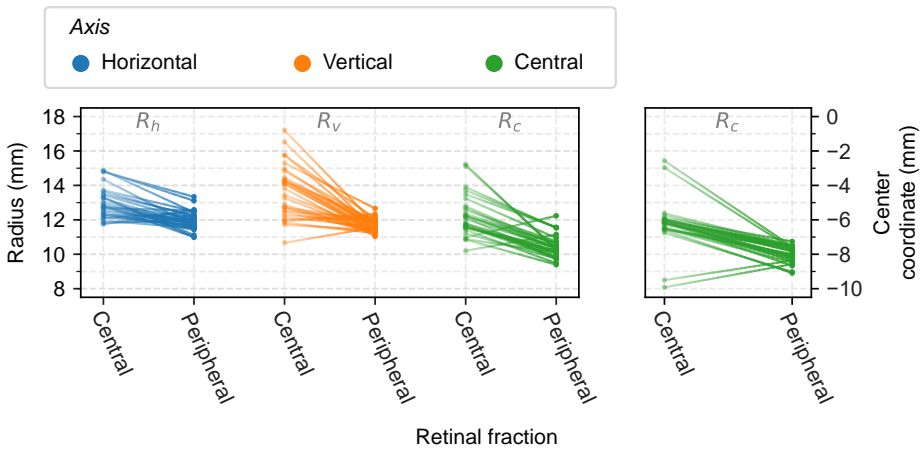 Axis
Horizontal Vertical Central
18
16
14
12
10
8
Radius (mm)
R_h R_v R_c R_c
0
−2
−4
−6
−8
−10
Center
coordinate (mm)
Central Peripheral Central Peripheral Central Peripheral Central Peripheral
Retinal fraction